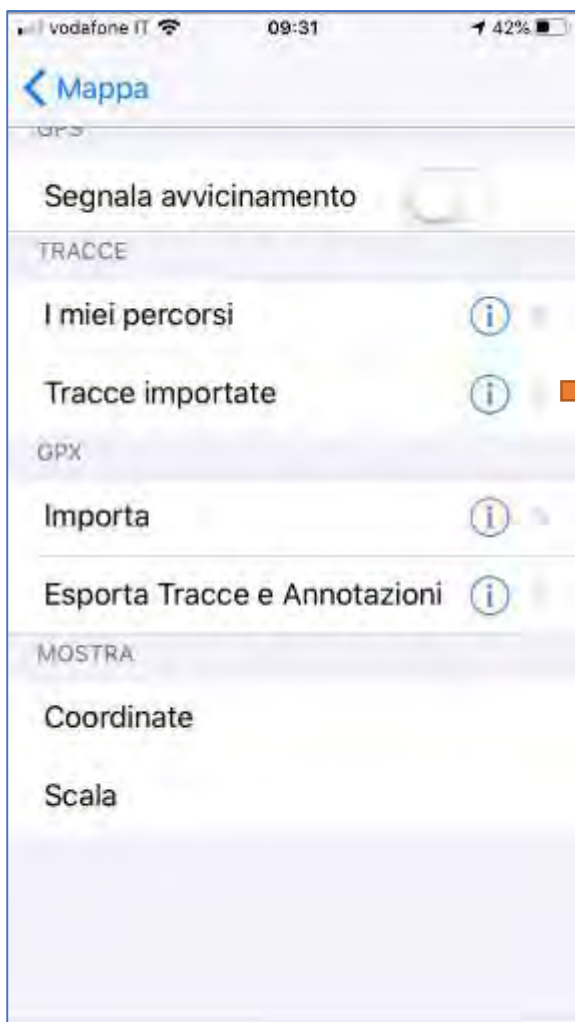 vodafone IT 09:31 42%
Mappa
GPS
Segnala avvicinamento
TRACCE
I miei percorsi
Tracce importate
GPX
Importa
Esporta Tracce e Annotazioni
MOSTRA
Coordinate
Scala